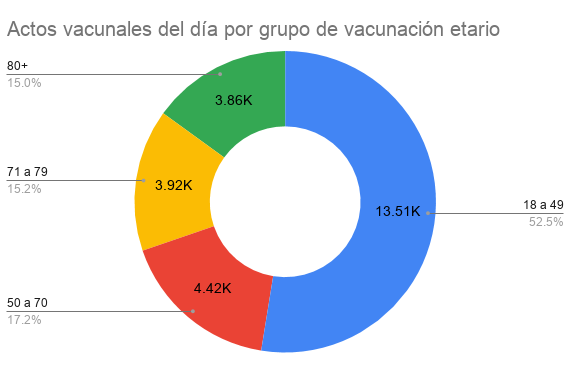 Actos vacunales del día por grupo de vacunación etario
80+
15.0%
3.86K
71 a 79
15.2%
3.92K
13.51K
18 a 49
52.5%
4.42K
50 a 70
17.2%